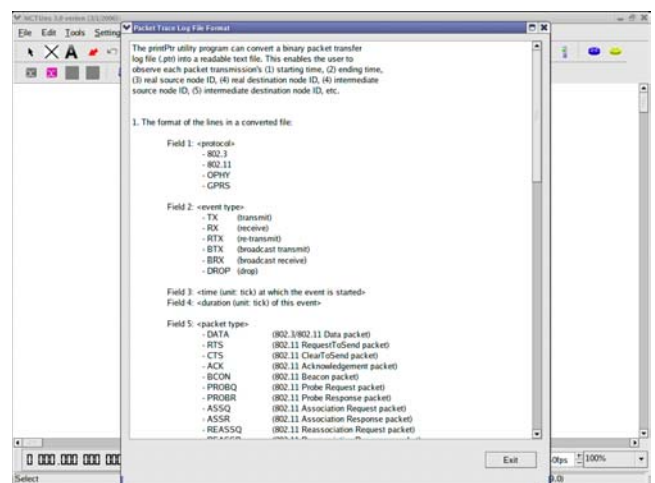 Packet Trace Log File Format
File Edit Tools Setting
The printPtr utility program can convert a binary packet transfer
log file (.ptr) into a readable text file. This enables the user to
observe each packet transmission's (1) starting time, (2) ending time,
(3) real source node ID, (4) real destination node ID, (4) intermediate
source node ID, (5) intermediate destination node ID, etc.
1. The format of the lines in a converted file:
Field 1: <protocol>
- 802.3
- 802.11
- OPHY
- GPRS
Field 2: <event type>
- TX (transmit)
- RX (receive)
- RTX (re-transmit)
- BTX (broadcast transmit)
- BRX (broadcast receive)
- DROP (drop)
Field 3: <time (unit: tick) at which the event is started>
Field 4: <duration (unit: tick) of this event>
Field 5: <packet type>
- DATA (802.3/802.11 Data packet)
- RTS (802.11 RequestToSend packet)
- CTS (802.11 ClearToSend packet)
- ACK (802.11 Acknowledgement packet)
- BCON (802.11 Beacon packet)
- PROBQ (802.11 Probe Request packet)
- PROBR (802.11 Probe Response packet)
- ASSQ (802.11 Association Request packet)
- ASSR (802.11 Association Response packet)
- REASSQ (802.11 Reassociation Request packet)
Exit
100%
Select